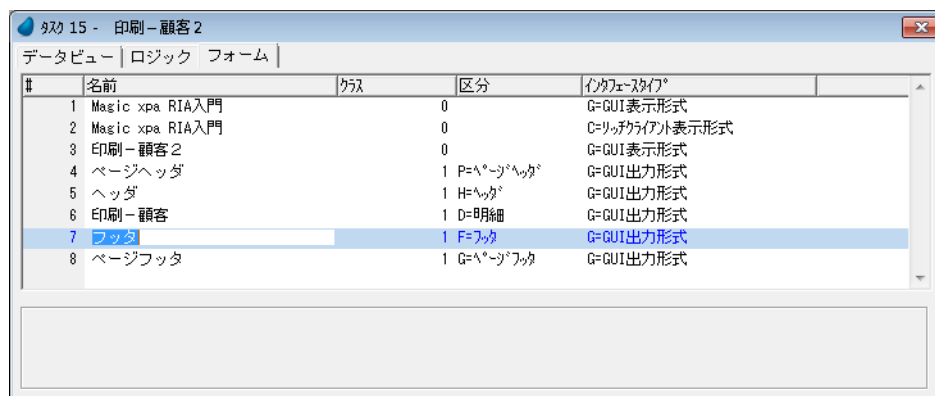 ﾀｽｸ 15 - 印刷－顧客２
データビュー ロジック フォーム
# 名前 ｸﾗｽ 区分 ｲﾝﾀﾌｪｰｽﾀｲﾌﾟ
1 Magic xpa RIA入門 0 G=GUI表示形式
2 Magic xpa RIA入門 0 C=ﾘｯﾁｸﾗｲｱﾝﾄ表示形式
3 印刷－顧客２ 0 G=GUI表示形式
4 ページヘッダ 1 P=ﾍﾟｰｼﾞﾍｯﾀﾞ G=GUI出力形式
5 ヘッダ 1 H=ﾍｯﾀﾞ G=GUI出力形式
6 印刷－顧客 1 D=明細 G=GUI出力形式
7 フッタ 1 F=ﾌｯﾀ G=GUI出力形式
8 ページフッタ 1 G=ﾍﾟｰｼﾞﾌｯﾀ G=GUI出力形式